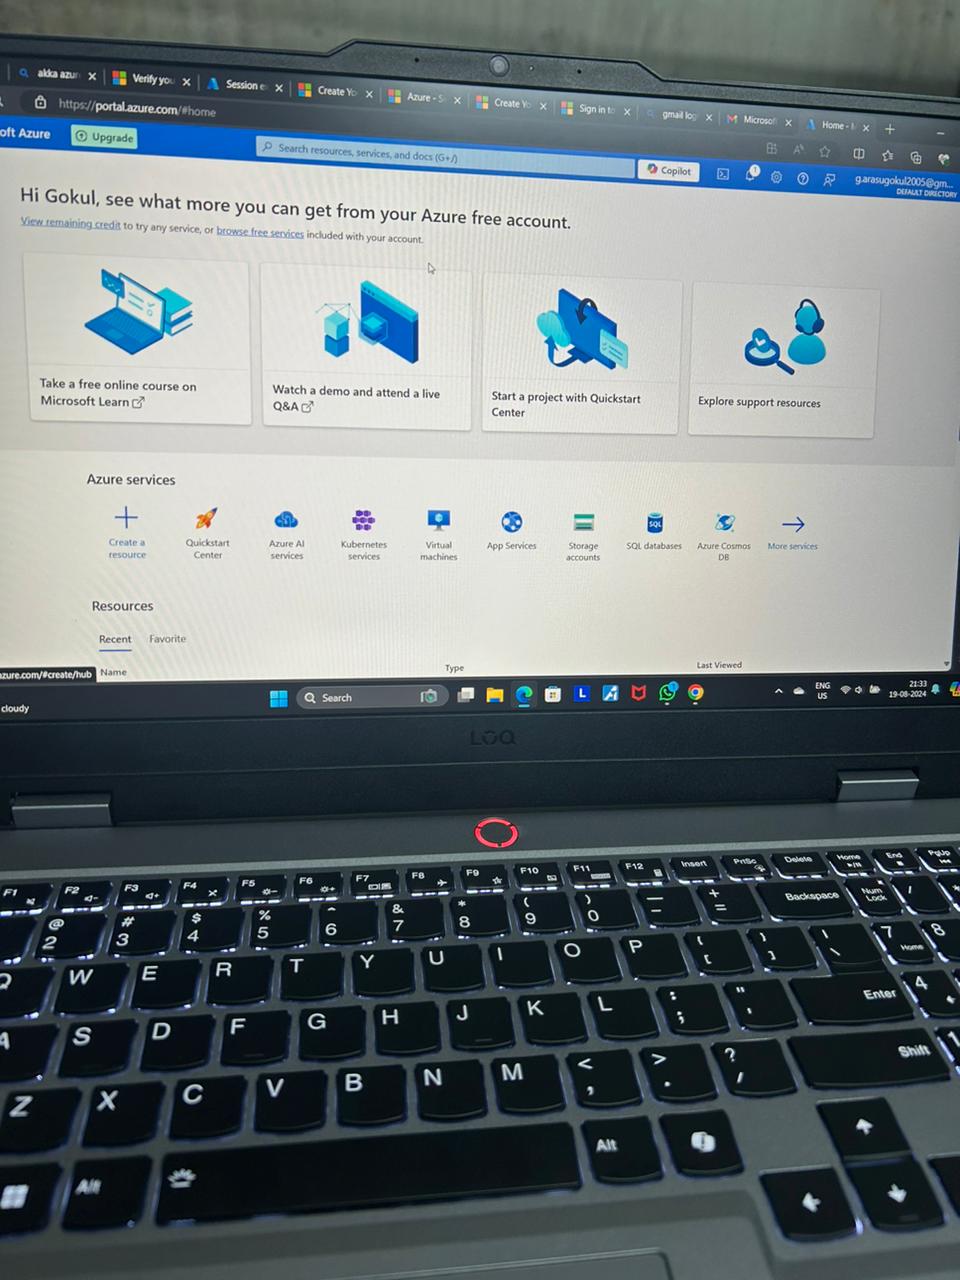 akka azur
Verify you
Session e
Create Yo
Azure - S
Create Yo
Sign in to
gmail log
Microsof
Home - M
https://portal.azure.com/#home
oft Azure
Upgrade
Search resources, services, and docs (G+/)
Copilot
1
g.arasugokul2005@gm...
DEFAULT DIRECTORY
Hi Gokul, see what more you can get from your Azure free account.
View remaining credit to try any service, or browse free services included with your account.
Take a free online course on
Microsoft Learn
Watch a demo and attend a live
Q&A
Start a project with Quickstart
Center
Explore support resources
Azure services
Create a
resource
Quickstart
Center
Azure AI
services
Kubernetes
services
Virtual
machines
App Services
Storage
accounts
SQL
SQL databases
Azure Cosmos
DB
More services
Resources
Recent Favorite
Name Type Last Viewed
azure.com/#create/hub
cloudy
Search
L
ENG
US
21:33
19-08-2024
LOQ
F1 F2 F3 F4 F5 F6 F7 F8 F9 F10 F11 F12 Insert PrtSc Delete Home End PgUp
@ # $ % ^ & * ( ) _ + Backspace Num Lock /
2 3 4 5 6 7 8 9 0 - =
Q W E R T Y U I O P { [ } ] | \ 7 Home 8
A S D F G H J K L : ; " ' Enter 4
Z X C V B N M < , > . ? / Shift 1
Alt Alt